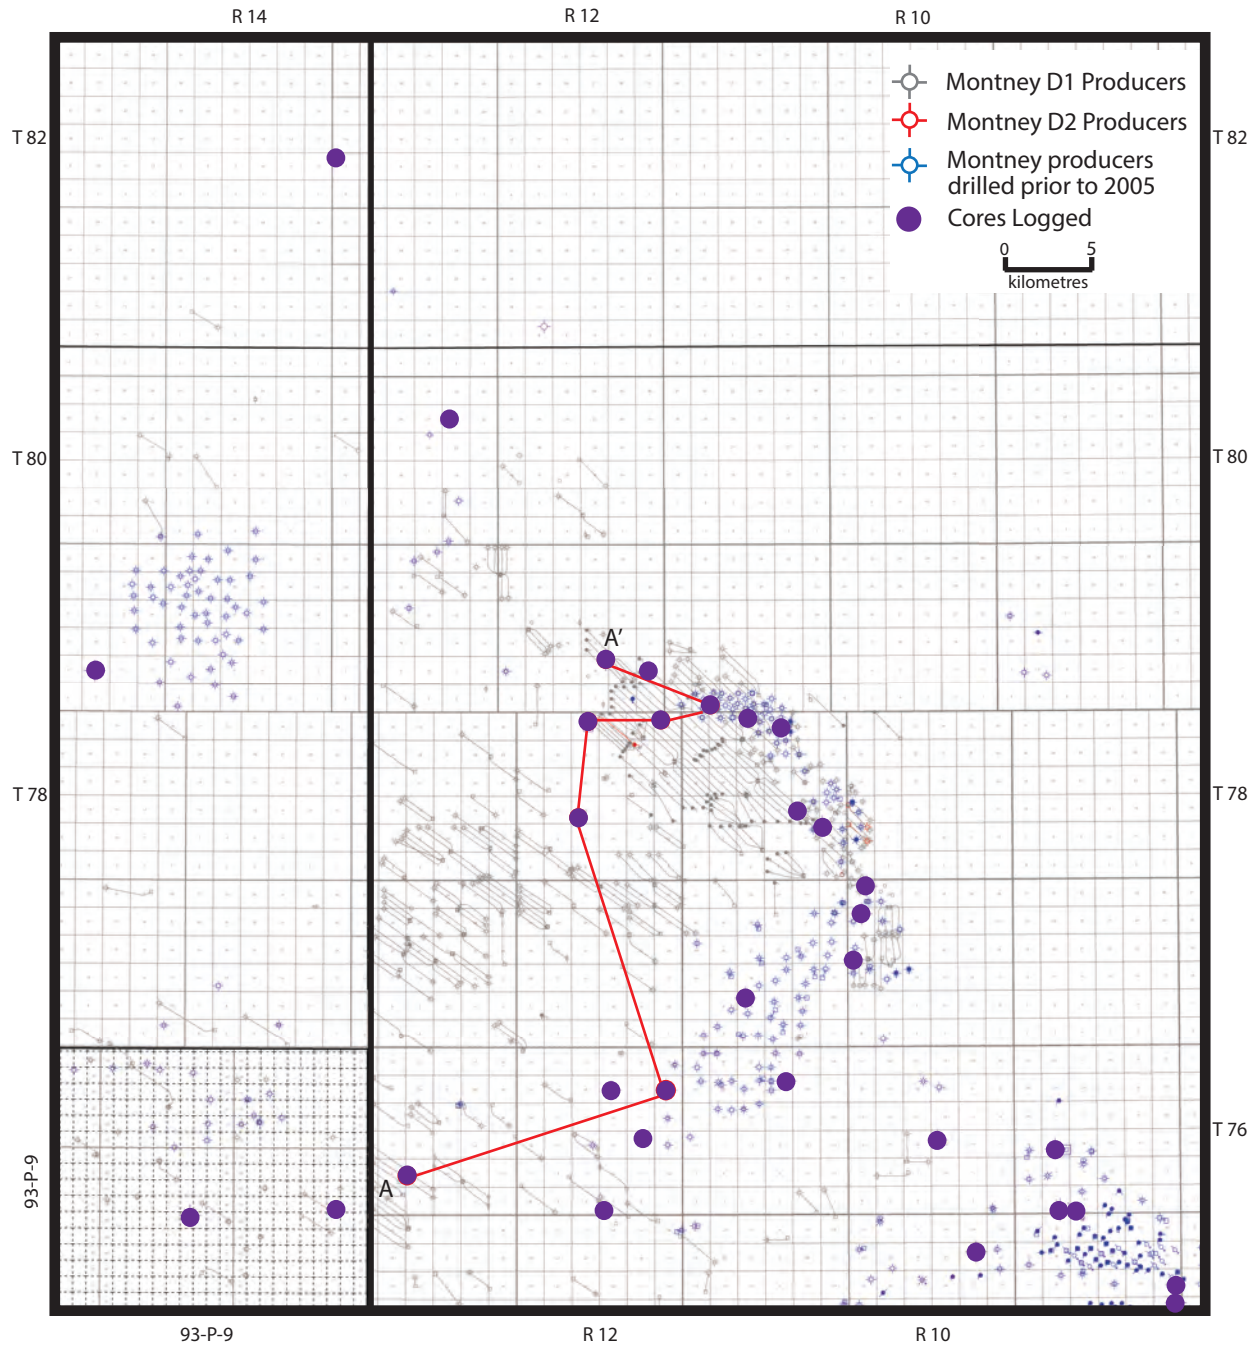 R 14
R 12
R 10
Montney D1 Producers
T 82
Montney D2 Producers
T 82
Montney producers
drilled prior to 2005
Cores Logged
0 5
kilometres
T 80
T 80
A'
T 78
T 78
T 76
93-P-9
A
93-P-9
R 12
R 10